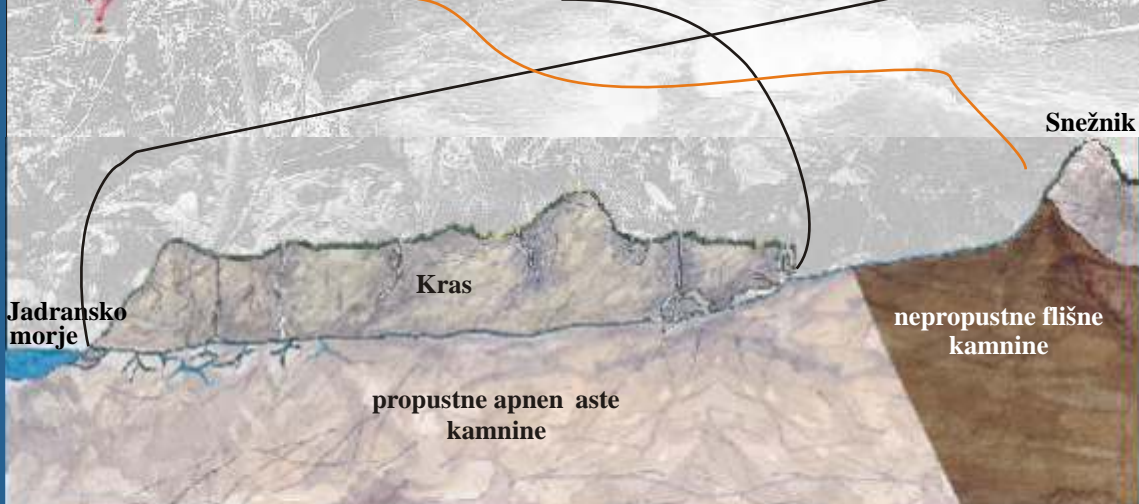 Snežnik
Kras
Jadransko
morje
nepropustne flišne
kamnine
propustne apnen aste
kamnine